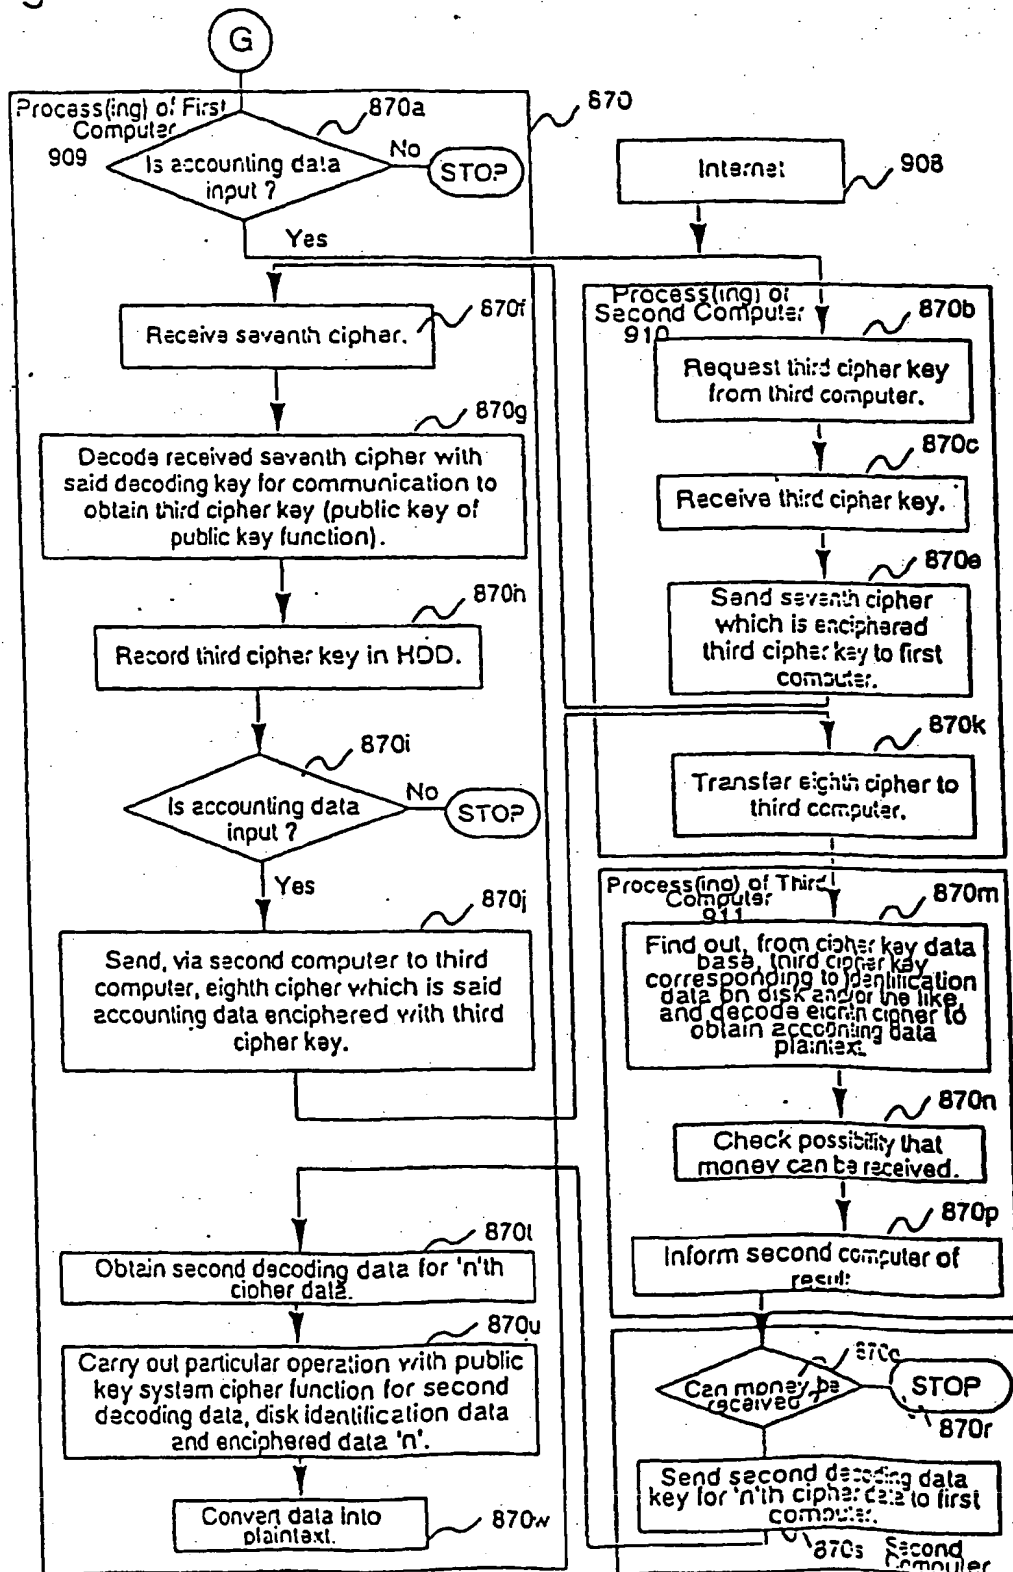 G
Process(ing) of First
Computer
909
870a
870
Is accounting data
input ?
No
STOP
Yes
Internet
908
Receive seventh cipher.
870f
870g
Decode received seventh cipher with
said decoding key for communication to
obtain third cipher key (public key of
public key function).
870h
Record third cipher key in HDD.
870i
Is accounting data
input ?
No
STOP
Yes
870j
Send, via second computer to third
computer, eighth cipher which is said
accounting data enciphered with third
cipher key.
870t
Obtain second decoding data for 'n'th
cipher data.
870u
Carry out particular operation with public
key system cipher function for second
decoding data, disk identification data
and enciphered data 'n'.
Convert data into
plaintext.
870w
Process(ing) of
Second Computer
910
870b
Request third cipher key
from third computer.
870c
Receive third cipher key.
870e
Send seventh cipher
which is enciphered
third cipher key to first
computer.
870k
Transfer eighth cipher to
third computer.
Process(ing) of Third
Computer
911
870m
Find out, from cipher key data
base, third cipher key
corresponding to identification
data on disk and/or the like,
and decode eighth cipher to
obtain accounting data
plaintext.
870n
Check possibility that
money can be received.
870p
Inform second computer of
result
870q
Can money be
received ?
STOP
870r
Send second decoding data
key for 'n'th cipher data to first
computer.
870s
Second
Computer